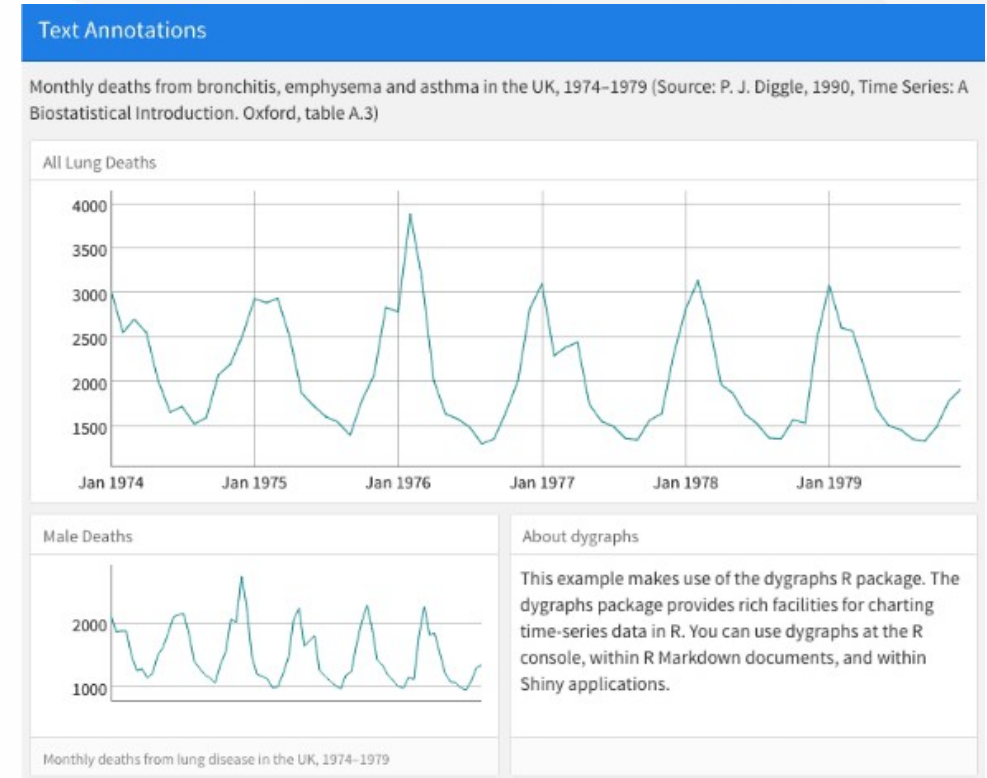 Text Annotations
Monthly deaths from bronchitis, emphysema and asthma in the UK, 1974–1979 (Source: P. J. Diggle, 1990, Time Series: A
Biostatistical Introduction. Oxford, table A.3)
All Lung Deaths
4000
3500
3000
2500
2000
1500
Jan 1974 Jan 1975 Jan 1976 Jan 1977 Jan 1978 Jan 1979
Male Deaths
2000
1000
Monthly deaths from lung disease in the UK, 1974–1979
About dygraphs
This example makes use of the dygraphs R package. The
dygraphs package provides rich facilities for charting
time-series data in R. You can use dygraphs at the R
console, within R Markdown documents, and within
Shiny applications.